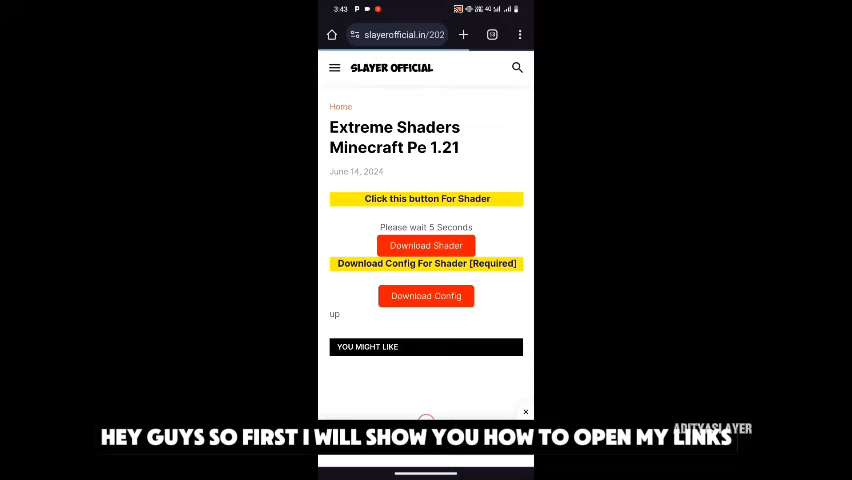 3:43
slayerofficial.in/202
SLAYER OFFICIAL
Home
Extreme Shaders
Minecraft Pe 1.21
June 14, 2024
Click this button For Shader
Please wait 5 Seconds
Download Shader
Download Config For Shader [Required]
Download Config
up
YOU MIGHT LIKE
ADITYASLAYER
HEY GUYS SO FIRST I WILL SHOW YOU HOW TO OPEN MY LINKS